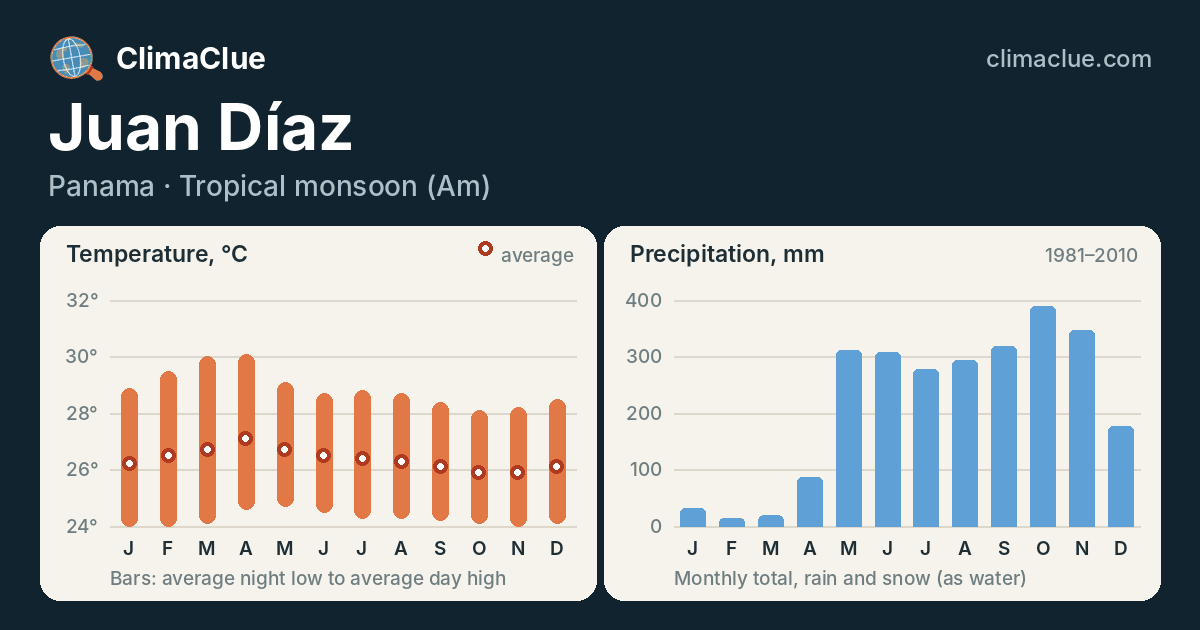 ClimaClue
climaclue.com
Juan Díaz
Panama · Tropical monsoon (Am)
Temperature, °C
average
32°
30°
28°
26°
24°
J F M A M J J A S O N D
Bars: average night low to average day high
Precipitation, mm
1981–2010
400
300
200
100
0
J F M A M J J A S O N D
Monthly total, rain and snow (as water)